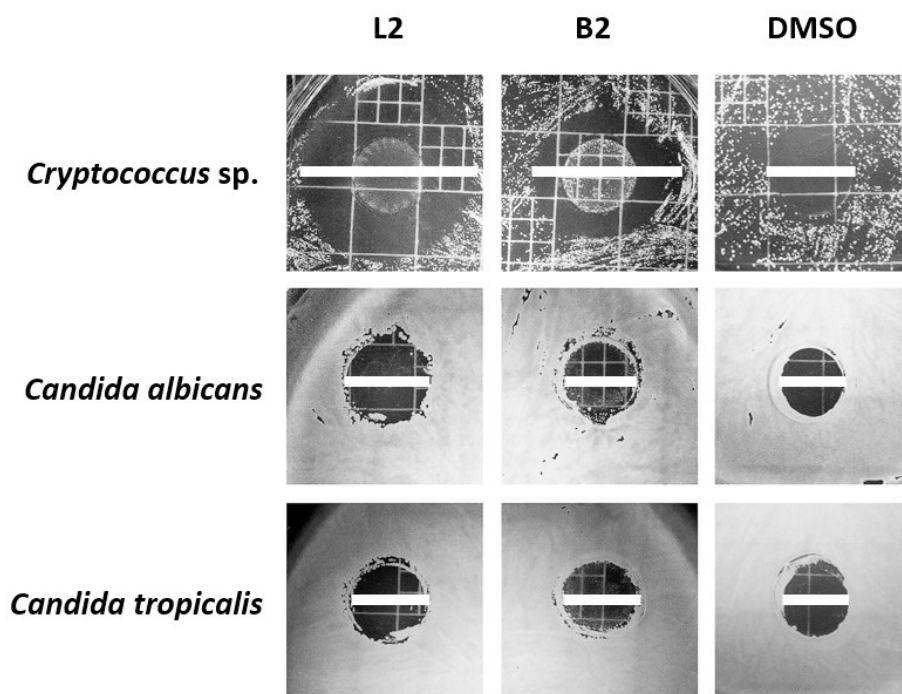 L2 B2 DMSO
Cryptococcus sp.
Candida albicans
Candida tropicalis